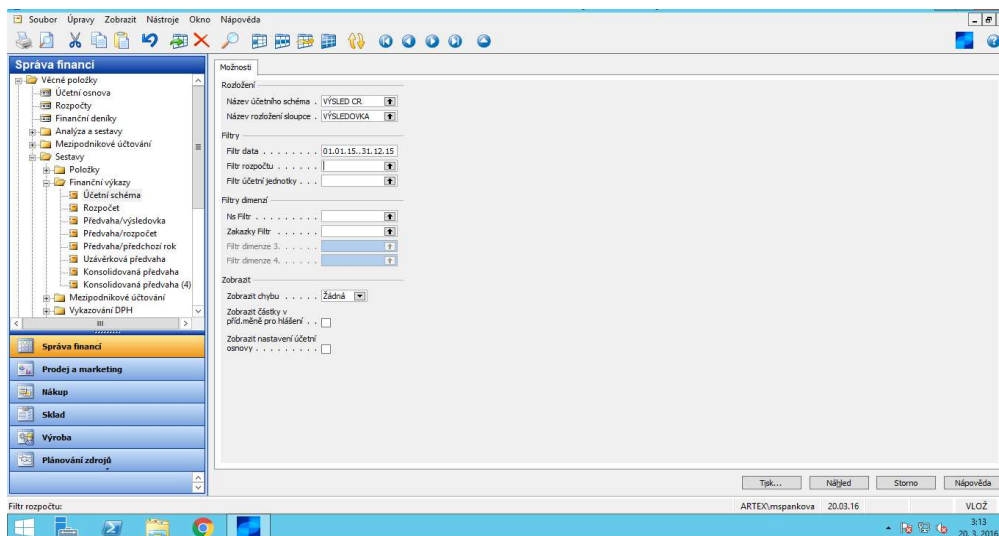 Soubor Úpravy Zobrazit Nástroje Okno Nápověda
Správa financí
Věcné položky
Účetní osnova
Rozpočty
Finanční deníky
Analýza a sestavy
Mezipodnikové účtování
Sestavy
Položky
Finanční výkazy
Účetní schéma
Rozpočet
Předvaha/výsledovka
Předvaha/rozpočet
Předvaha/předchozí rok
Uzávěrková předvaha
Konsolidovaná předvaha
Konsolidovaná předvaha (4)
Mezipodnikové účtování
Vykazování DPH
Správa financí
Prodej a marketing
Nákup
Sklad
Výroba
Plánování zdrojů
Možnosti
Rozložení
Název účetního schéma . VÝSLED CR
Název rozložení sloupce . VÝSLEDOVKA
Filtry
Filtr data . . . . . . . . 01.01.15..31.12.15
Filtr rozpočtu . . . . . .
Filtr účetní jednotky . . .
Filtry dimenzí
Ns Filtr . . . . . . . . .
Zakazky Filtr . . . . . .
Filtr dimenze 3. . . . . .
Filtr dimenze 4. . . . . .
Zobrazit
Zobrazit chybu . . . . . Žádná
Zobrazit částky v
příd.měně pro hlášení . .
Zobrazit nastavení účetní
osnovy . . . . . . . . .
Tisk... Náhled Storno Nápověda
Filtr rozpočtu: ARTEX\mspankova 20.03.16 VLOŽ
3:13
20. 3. 2016